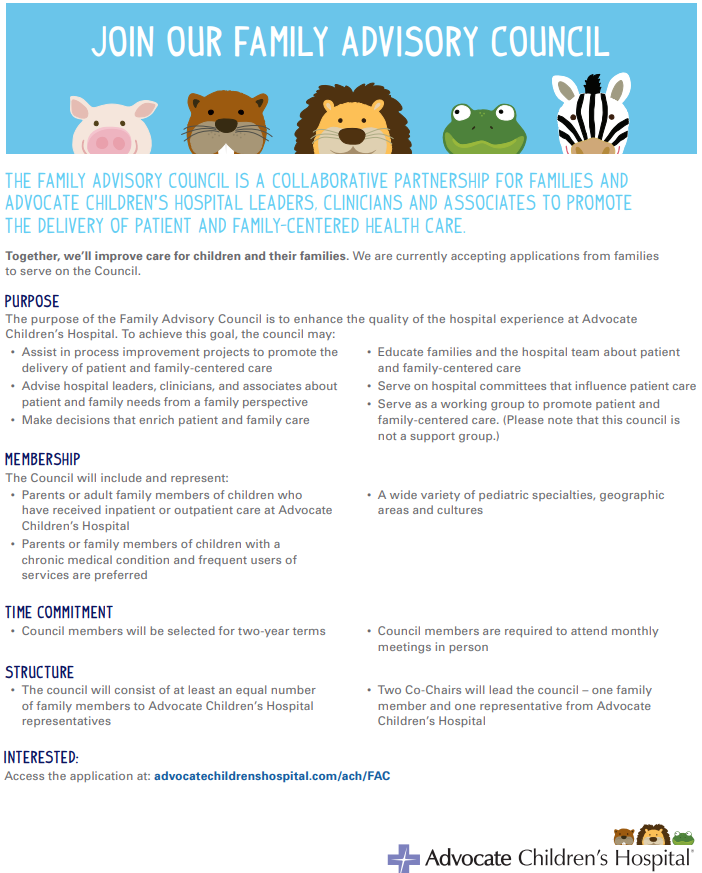 JOIN OUR FAMILY ADVISORY COUNCIL
THE FAMILY ADVISORY COUNCIL IS A COLLABORATIVE PARTNERSHIP FOR FAMILIES AND
ADVOCATE CHILDREN'S HOSPITAL LEADERS, CLINICIANS AND ASSOCIATES TO PROMOTE
THE DELIVERY OF PATIENT AND FAMILY-CENTERED HEALTH CARE.
Together, we'll improve care for children and their families. We are currently accepting applications from families
to serve on the Council.
PURPOSE
The purpose of the Family Advisory Council is to enhance the quality of the hospital experience at Advocate
Children's Hospital. To achieve this goal, the council may:
• Assist in process improvement projects to promote the
delivery of patient and family-centered care
• Advise hospital leaders, clinicians, and associates about
patient and family needs from a family perspective
• Make decisions that enrich patient and family care
• Educate families and the hospital team about patient
and family-centered care
• Serve on hospital committees that influence patient care
• Serve as a working group to promote patient and
family-centered care. (Please note that this council is
not a support group.)
MEMBERSHIP
The Council will include and represent:
• Parents or adult family members of children who
have received inpatient or outpatient care at Advocate
Children's Hospital
• Parents or family members of children with a
chronic medical condition and frequent users of
services are preferred
• A wide variety of pediatric specialties, geographic
areas and cultures
TIME COMMITMENT
• Council members will be selected for two-year terms
• Council members are required to attend monthly
meetings in person
STRUCTURE
• The council will consist of at least an equal number
of family members to Advocate Children's Hospital
representatives
• Two Co-Chairs will lead the council – one family
member and one representative from Advocate
Children's Hospital
INTERESTED:
Access the application at: advocatechildrenshospital.com/ach/FAC
Advocate Children's Hospital®